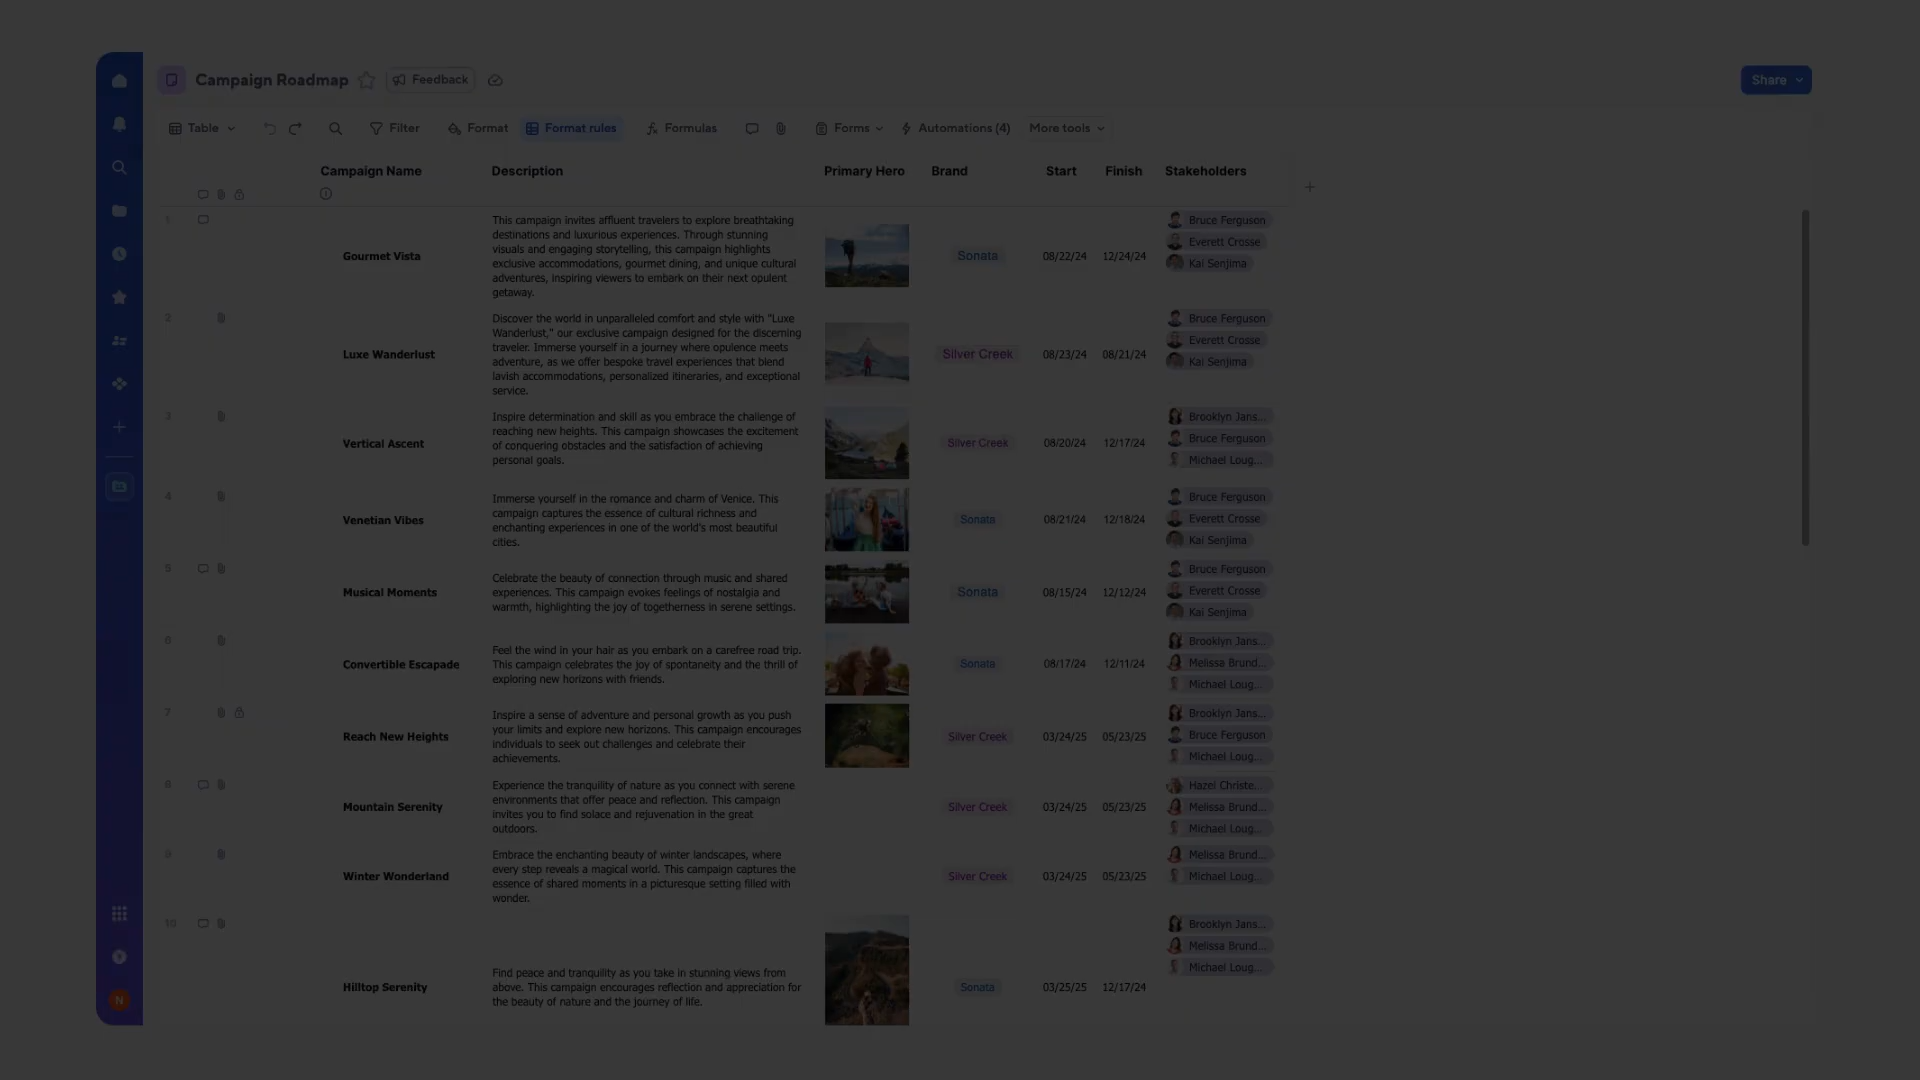 Campaign Roadmap
Feedback
Share
Table
Filter
Format
Format rules
Formulas
Forms
Automations (4)
More tools
Campaign Name
Description
Primary Hero
Brand
Start
Finish
Stakeholders
1
Gourmet Vista
This campaign invites affluent travelers to explore breathtaking
destinations and luxurious experiences. Through stunning
visuals and engaging storytelling, this campaign highlights
exclusive accommodations, gourmet dining, and unique cultural
adventures, inspiring viewers to embark on their next opulent
getaway.
Sonata
08/22/24
12/24/24
Bruce Ferguson
Everett Crosse
Kai Senjima
2
Luxe Wanderlust
Discover the world in unparalleled comfort and style with "Luxe
Wanderlust," our exclusive campaign designed for the discerning
traveler. Immerse yourself in a journey where opulence meets
adventure, as we offer bespoke travel experiences that blend
lavish accommodations, personalized itineraries, and exceptional
service.
Silver Creek
08/23/24
08/21/24
Bruce Ferguson
Everett Crosse
Kai Senjima
3
Vertical Ascent
Inspire determination and skill as you embrace the challenge of
reaching new heights. This campaign showcases the excitement
of conquering obstacles and the satisfaction of achieving
personal goals.
Silver Creek
08/20/24
12/17/24
Brooklyn Jans...
Bruce Ferguson
Michael Loug...
4
Venetian Vibes
Immerse yourself in the romance and charm of Venice. This
campaign captures the essence of cultural richness and
enchanting experiences in one of the world's most beautiful
cities.
Sonata
08/21/24
12/18/24
Bruce Ferguson
Everett Crosse
Kai Senjima
5
Musical Moments
Celebrate the beauty of connection through music and shared
experiences. This campaign evokes feelings of nostalgia and
warmth, highlighting the joy of togetherness in serene settings.
Sonata
08/15/24
12/12/24
Bruce Ferguson
Everett Crosse
Kai Senjima
6
Convertible Escapade
Feel the wind in your hair as you embark on a carefree road trip.
This campaign celebrates the joy of spontaneity and the thrill of
exploring new horizons with friends.
Sonata
08/17/24
12/11/24
Brooklyn Jans...
Melissa Brund...
Michael Loug...
7
Reach New Heights
Inspire a sense of adventure and personal growth as you push
your limits and explore new horizons. This campaign encourages
individuals to seek out challenges and celebrate their
achievements.
Silver Creek
03/24/25
05/23/25
Brooklyn Jans...
Bruce Ferguson
Michael Loug...
8
Mountain Serenity
Experience the tranquility of nature as you connect with serene
environments that offer peace and reflection. This campaign
invites you to find solace and rejuvenation in the great
outdoors.
Silver Creek
03/24/25
05/23/25
Hazel Christe...
Melissa Brund...
Michael Loug...
9
Winter Wonderland
Embrace the enchanting beauty of winter landscapes, where
every step reveals a magical world. This campaign captures the
essence of shared moments in a picturesque setting filled with
wonder.
Silver Creek
03/24/25
05/23/25
Melissa Brund...
Michael Loug...
10
Hilltop Serenity
Find peace and tranquility as you take in stunning views from
above. This campaign encourages reflection and appreciation for
the beauty of nature and the journey of life.
Sonata
03/25/25
12/17/24
Brooklyn Jans...
Melissa Brund...
Michael Loug...
N